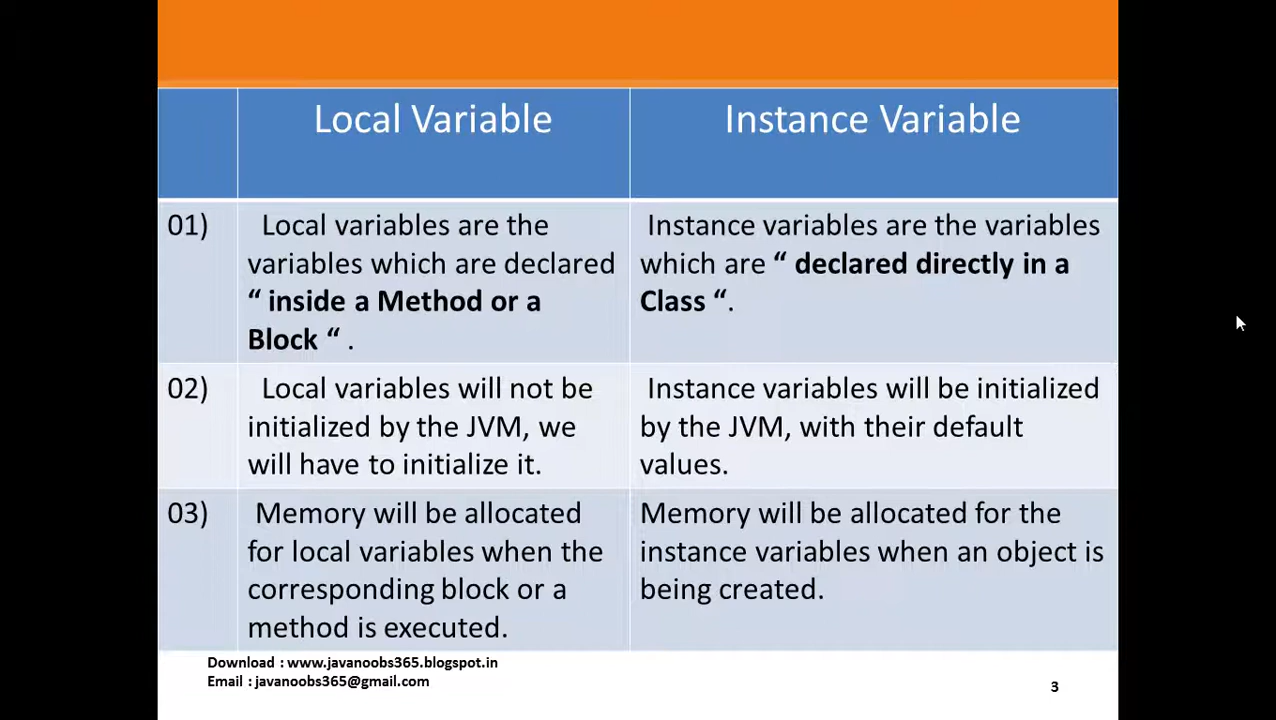 Local Variable
Instance Variable
01)
Local variables are the
variables which are declared
“ inside a Method or a
Block “ .
Instance variables are the variables
which are “ declared directly in a
Class “.
02)
Local variables will not be
initialized by the JVM, we
will have to initialize it.
Instance variables will be initialized
by the JVM, with their default
values.
03)
Memory will be allocated
for local variables when the
corresponding block or a
method is executed.
Memory will be allocated for the
instance variables when an object is
being created.
Download : www.javanoobs365.blogspot.in
Email : javanoobs365@gmail.com
3